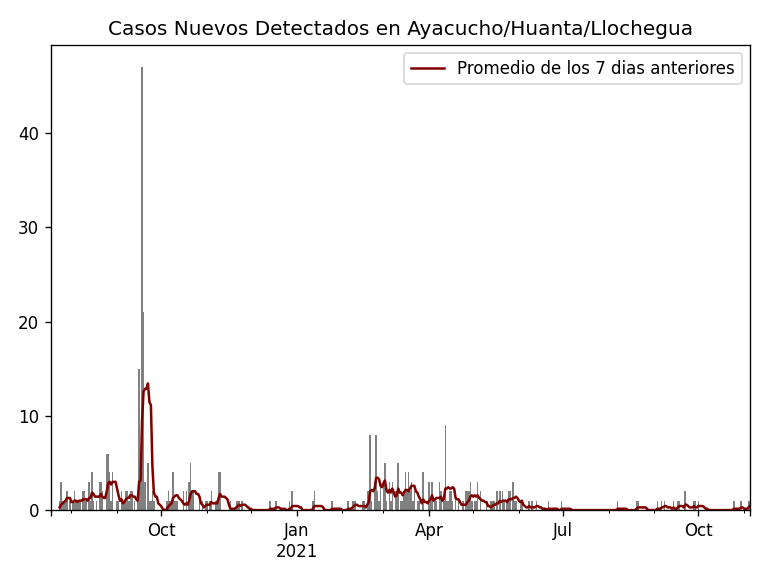 Casos Nuevos Detectados en Ayacucho/Huanta/Llochegua
Promedio de los 7 dias anteriores
40
30
20
10
0
Oct
Jan
Apr
Jul
Oct
2021